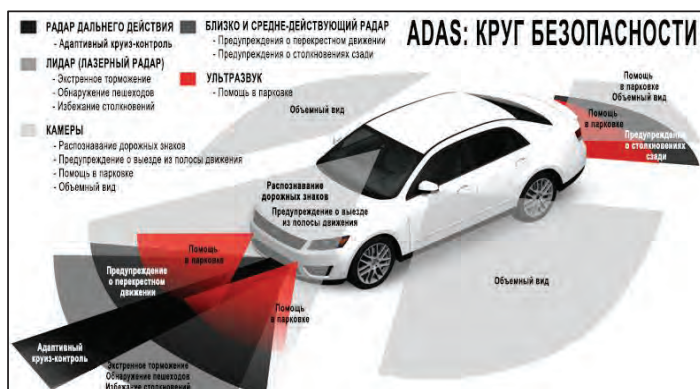 ADAS: КРУГ БЕЗОПАСНОСТИ
РАДАР ДАЛЬНЕГО ДЕЙСТВИЯ
- Адаптивный круиз-контроль
ЛИДАР (ЛАЗЕРНЫЙ РАДАР)
- Экстренное торможение
- Обнаружение пешеходов
- Избежание столкновений
КАМЕРЫ
- Распознавание дорожных знаков
- Предупреждение о выезде из полосы движения
- Помощь в парковке
- Объемный вид
БЛИЗКО И СРЕДНЕ-ДЕЙСТВУЮЩИЙ РАДАР
- Предупреждения о перекрестном движении
- Предупреждения о столкновениях сзади
УЛЬТРАЗВУК
- Помощь в парковке
Объемный вид
Помощь
в парковке
Объемный вид
Помощь
в парковке
Предупреждение
о столкновениях
сзади
Распознавание
дорожных знаков
Предупреждение о выезде
из полосы движения
Помощь
в парковке
Предупреждение
о перекрестном
движении
Объемный вид
Помощь
в парковке
Адаптивный
круиз-контроль
Экстренное торможение
Обнаружение пешеходов
Избежание столкновений